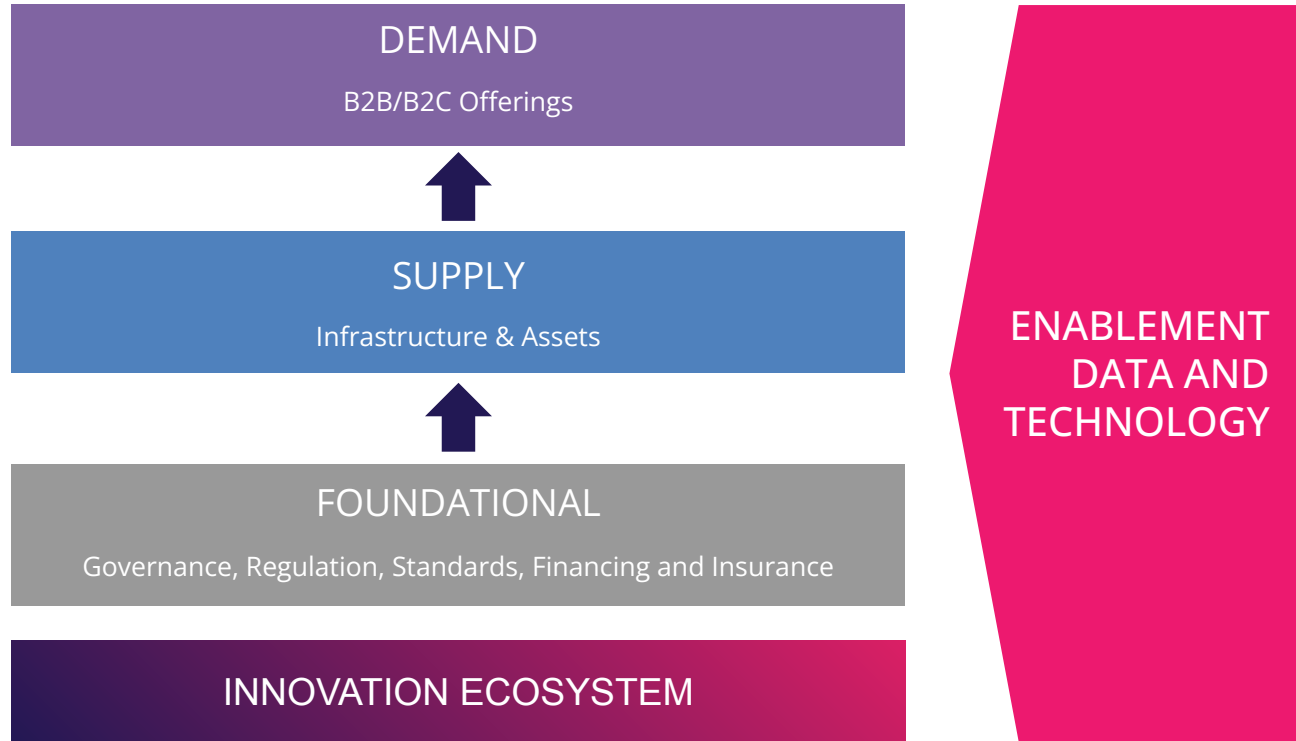 DEMAND
B2B/B2C Offerings
SUPPLY
Infrastructure & Assets
FOUNDATIONAL
Governance, Regulation, Standards, Financing and Insurance
INNOVATION ECOSYSTEM
ENABLEMENT
DATA AND
TECHNOLOGY